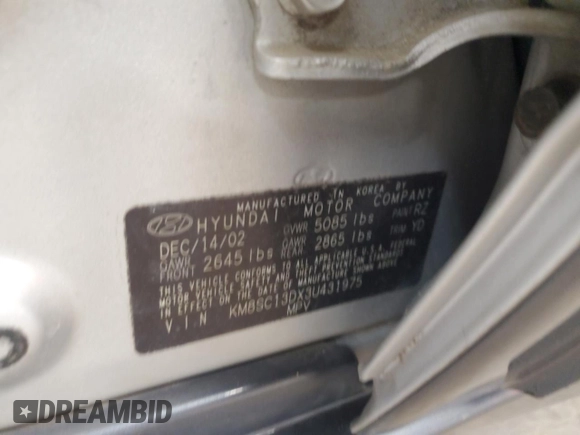 MANUFACTURED IN KOREA BY
HYUNDAI MOTOR COMPANY
DEC/14/02 GVWR 5085 lbs PAINT RZ
GAWR FRONT 2645 lbs GAWR REAR 2865 lbs TRIM YD
THIS VEHICLE CONFORMS TO ALL APPLICABLE U.S.A. FEDERAL
MOTOR VEHICLE SAFETY STANDARDS
IN EFFECT ON THE DATE OF MANUFACTURE SHOWN ABOVE
V.I.N KM8SC13DX3U431975
MPV
DREAMBID